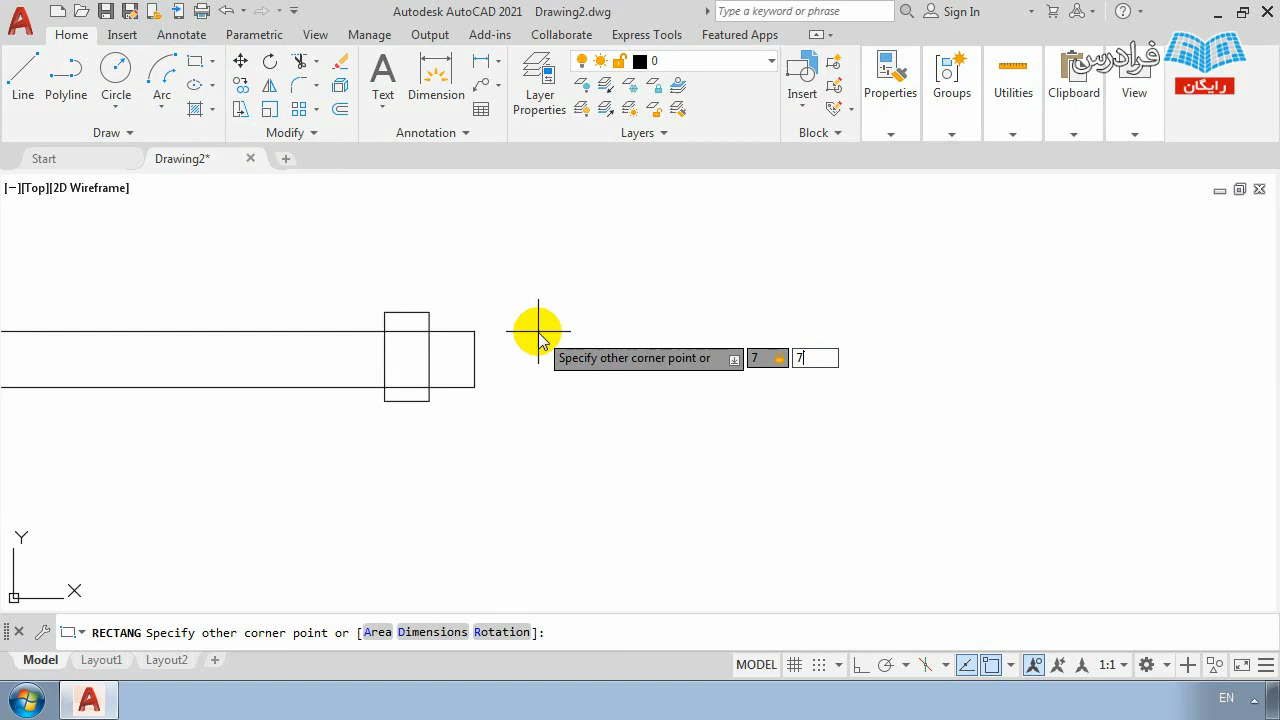 Autodesk AutoCAD 2021 Drawing2.dwg
Type a keyword or phrase
Sign In
Home Insert Annotate Parametric View Manage Output Add-ins Collaborate Express Tools Featured Apps
فرادرس
رایگان
Line Polyline Circle Arc
Text Dimension
Layer
Properties
0
Insert
Properties Groups Utilities Clipboard View
Draw Modify Annotation Layers Block
Start Drawing2*
[−][Top][2D Wireframe]
Specify other corner point or 7 7
Y
X
RECTANG Specify other corner point or [Area Dimensions Rotation]:
Model Layout1 Layout2
MODEL 1:1
EN